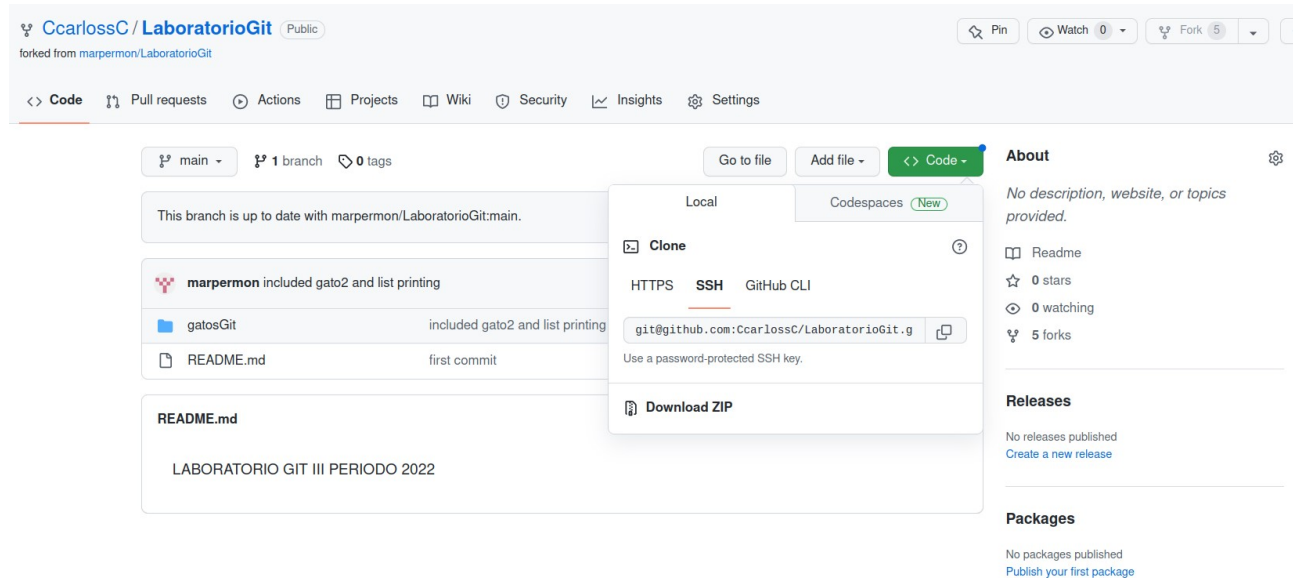 CcarlossC / LaboratorioGit Public
Pin
Watch 0
Fork 5
forked from marpermon/LaboratorioGit
Code
Pull requests
Actions
Projects
Wiki
Security
Insights
Settings
main
1 branch
0 tags
Go to file
Add file
Code
This branch is up to date with marpermon/LaboratorioGit:main.
marpermon included gato2 and list printing
gatosGit included gato2 and list printing
README.md first commit
README.md
LABORATORIO GIT III PERIODO 2022
Local
Codespaces New
Clone
HTTPS SSH GitHub CLI
git@github.com:CcarlossC/LaboratorioGit.g
Use a password-protected SSH key.
Download ZIP
About
No description, website, or topics
provided.
Readme
0 stars
0 watching
5 forks
Releases
No releases published
Create a new release
Packages
No packages published
Publish your first package